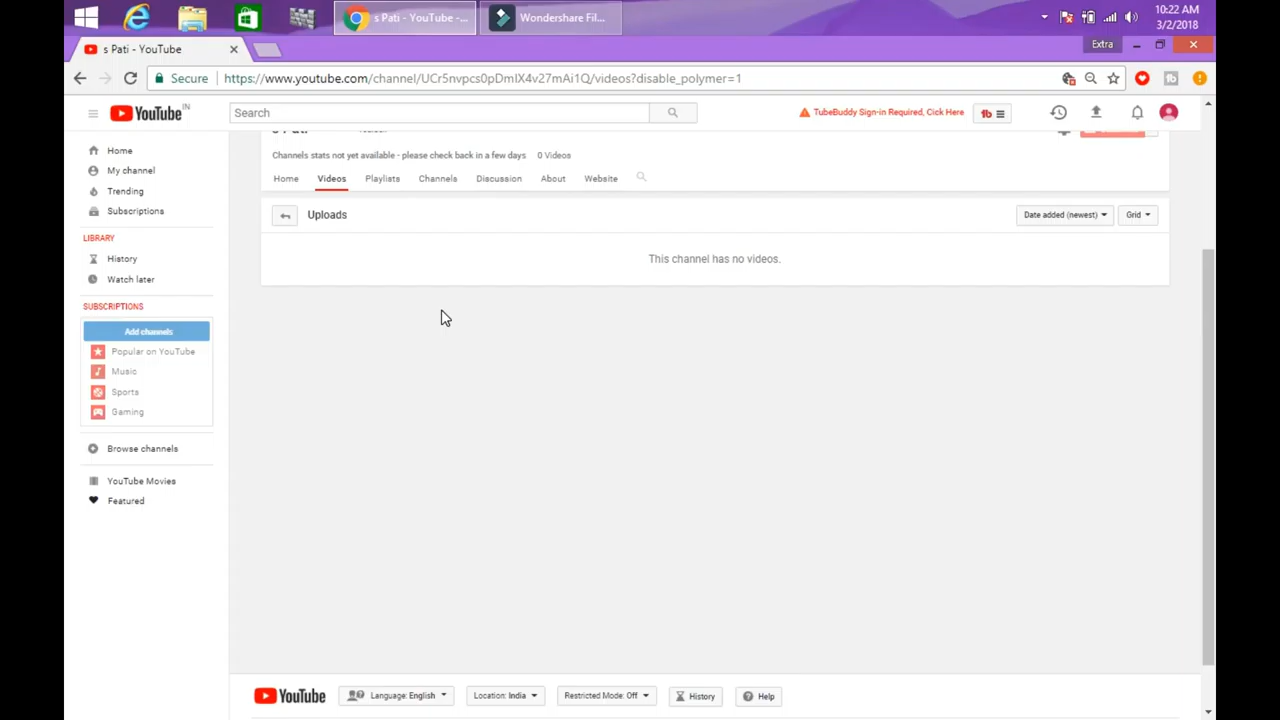 s Pati - YouTube -...
Wondershare Fil...
10:22 AM
3/2/2018
s Pati - YouTube
Extra
Secure
https://www.youtube.com/channel/UCr5nvpcs0pDmIX4v27mAi1Q/videos?disable_polymer=1
YouTube IN
Search
TubeBuddy Sign-in Required, Click Here
tb
Home
My channel
Trending
Subscriptions
LIBRARY
History
Watch later
SUBSCRIPTIONS
Add channels
Popular on YouTube
Music
Sports
Gaming
Browse channels
YouTube Movies
Featured
Channels stats not yet available - please check back in a few days
0 Videos
Home
Videos
Playlists
Channels
Discussion
About
Website
Uploads
Date added (newest)
Grid
This channel has no videos.
YouTube
Language: English
Location: India
Restricted Mode: Off
History
Help